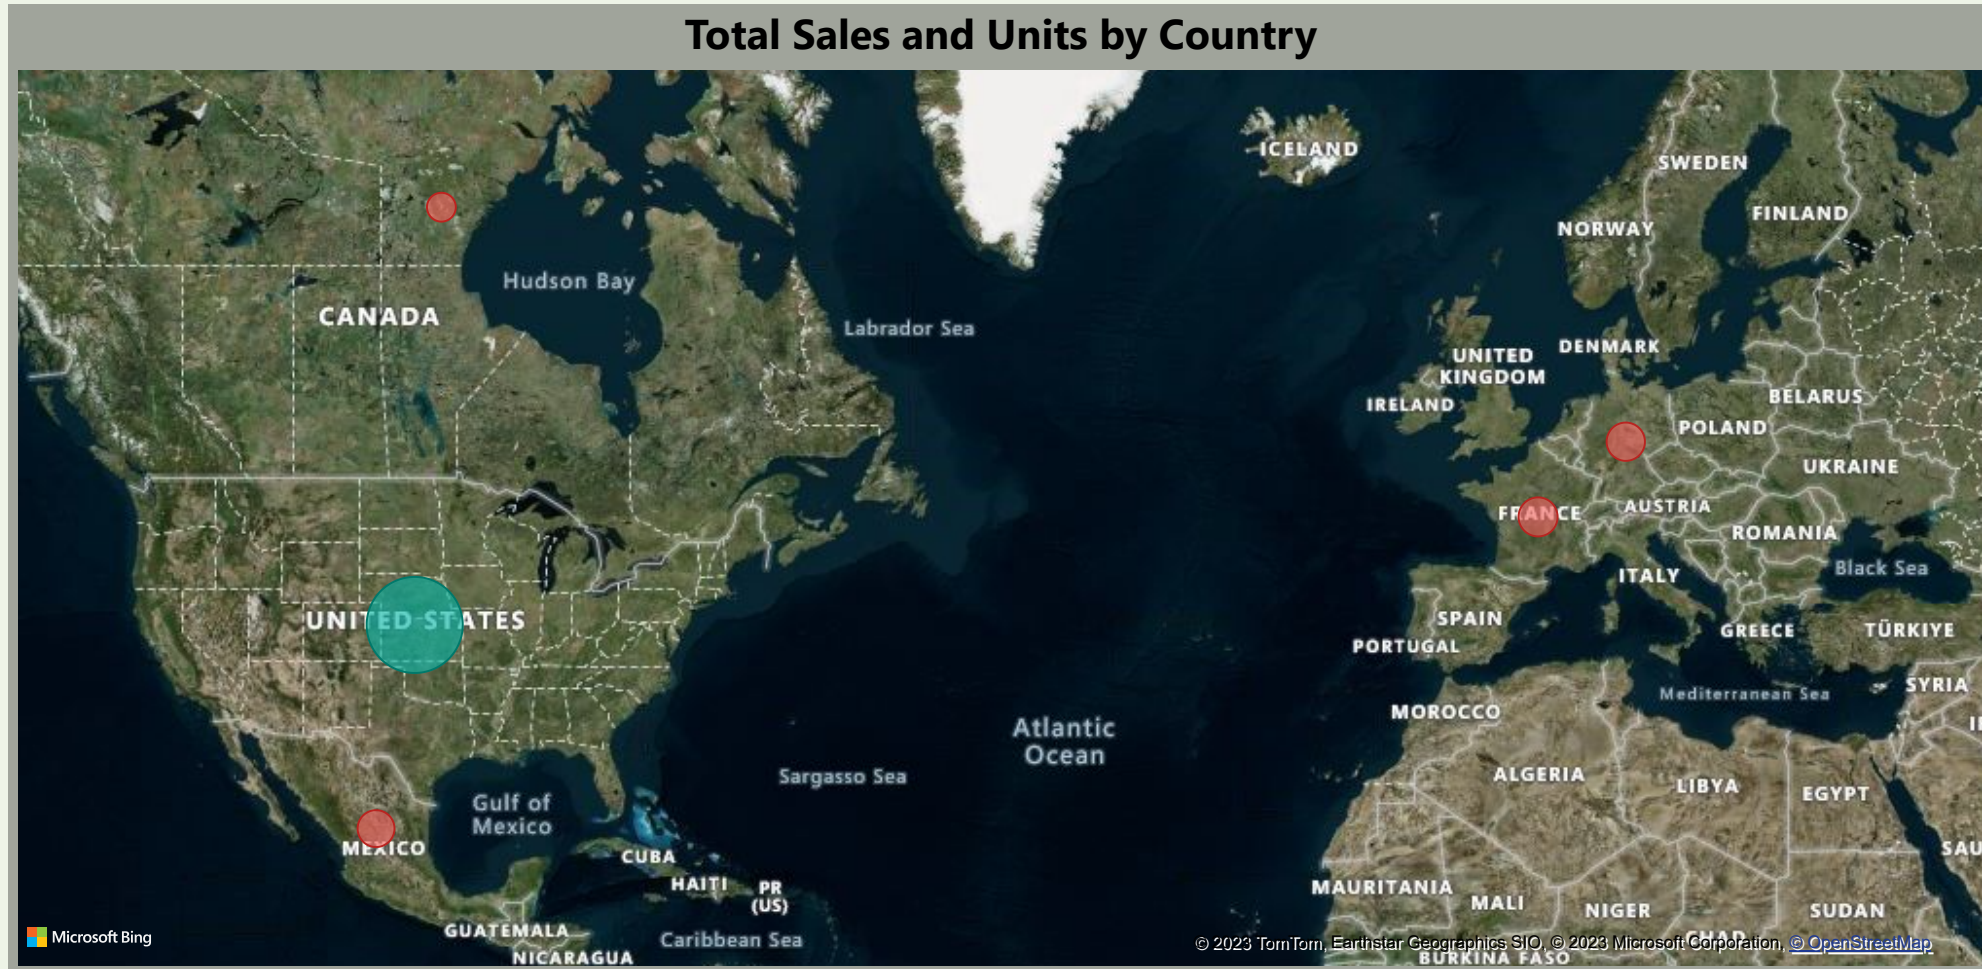 Total Sales and Units by Country
ICELAND
SWEDEN
FINLAND
NORWAY
Hudson Bay
CANADA
Labrador Sea
DENMARK
UNITED
KINGDOM
IRELAND
BELARUS
POLAND
UKRAINE
FRANCE
AUSTRIA
ROMANIA
Black Sea
ITALY
UNITED STATES
SPAIN
GREECE
TÜRKIYE
PORTUGAL
SYRIA
Mediterranean Sea
MOROCCO
Atlantic
Ocean
Sargasso Sea
ALGERIA
LIBYA
EGYPT
Gulf of
Mexico
MEXICO
CUBA
SAU
HAITI
PR
(US)
MAURITANIA
MALI
NIGER
SUDAN
GUATEMALA
Caribbean Sea
CHAD
Microsoft Bing
© 2023 TomTom, Earthstar Geographics SIO, © 2023 Microsoft Corporation, © OpenStreetMap
NICARAGUA
BURKINA FASO